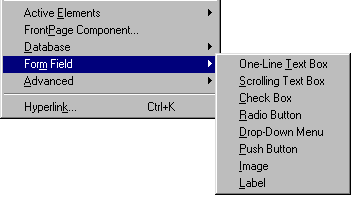 Active Elements
FrontPage Component...
Database
Form Field
Advanced
Hyperlink... Ctrl+K
One-Line Text Box
Scrolling Text Box
Check Box
Radio Button
Drop-Down Menu
Push Button
Image
Label